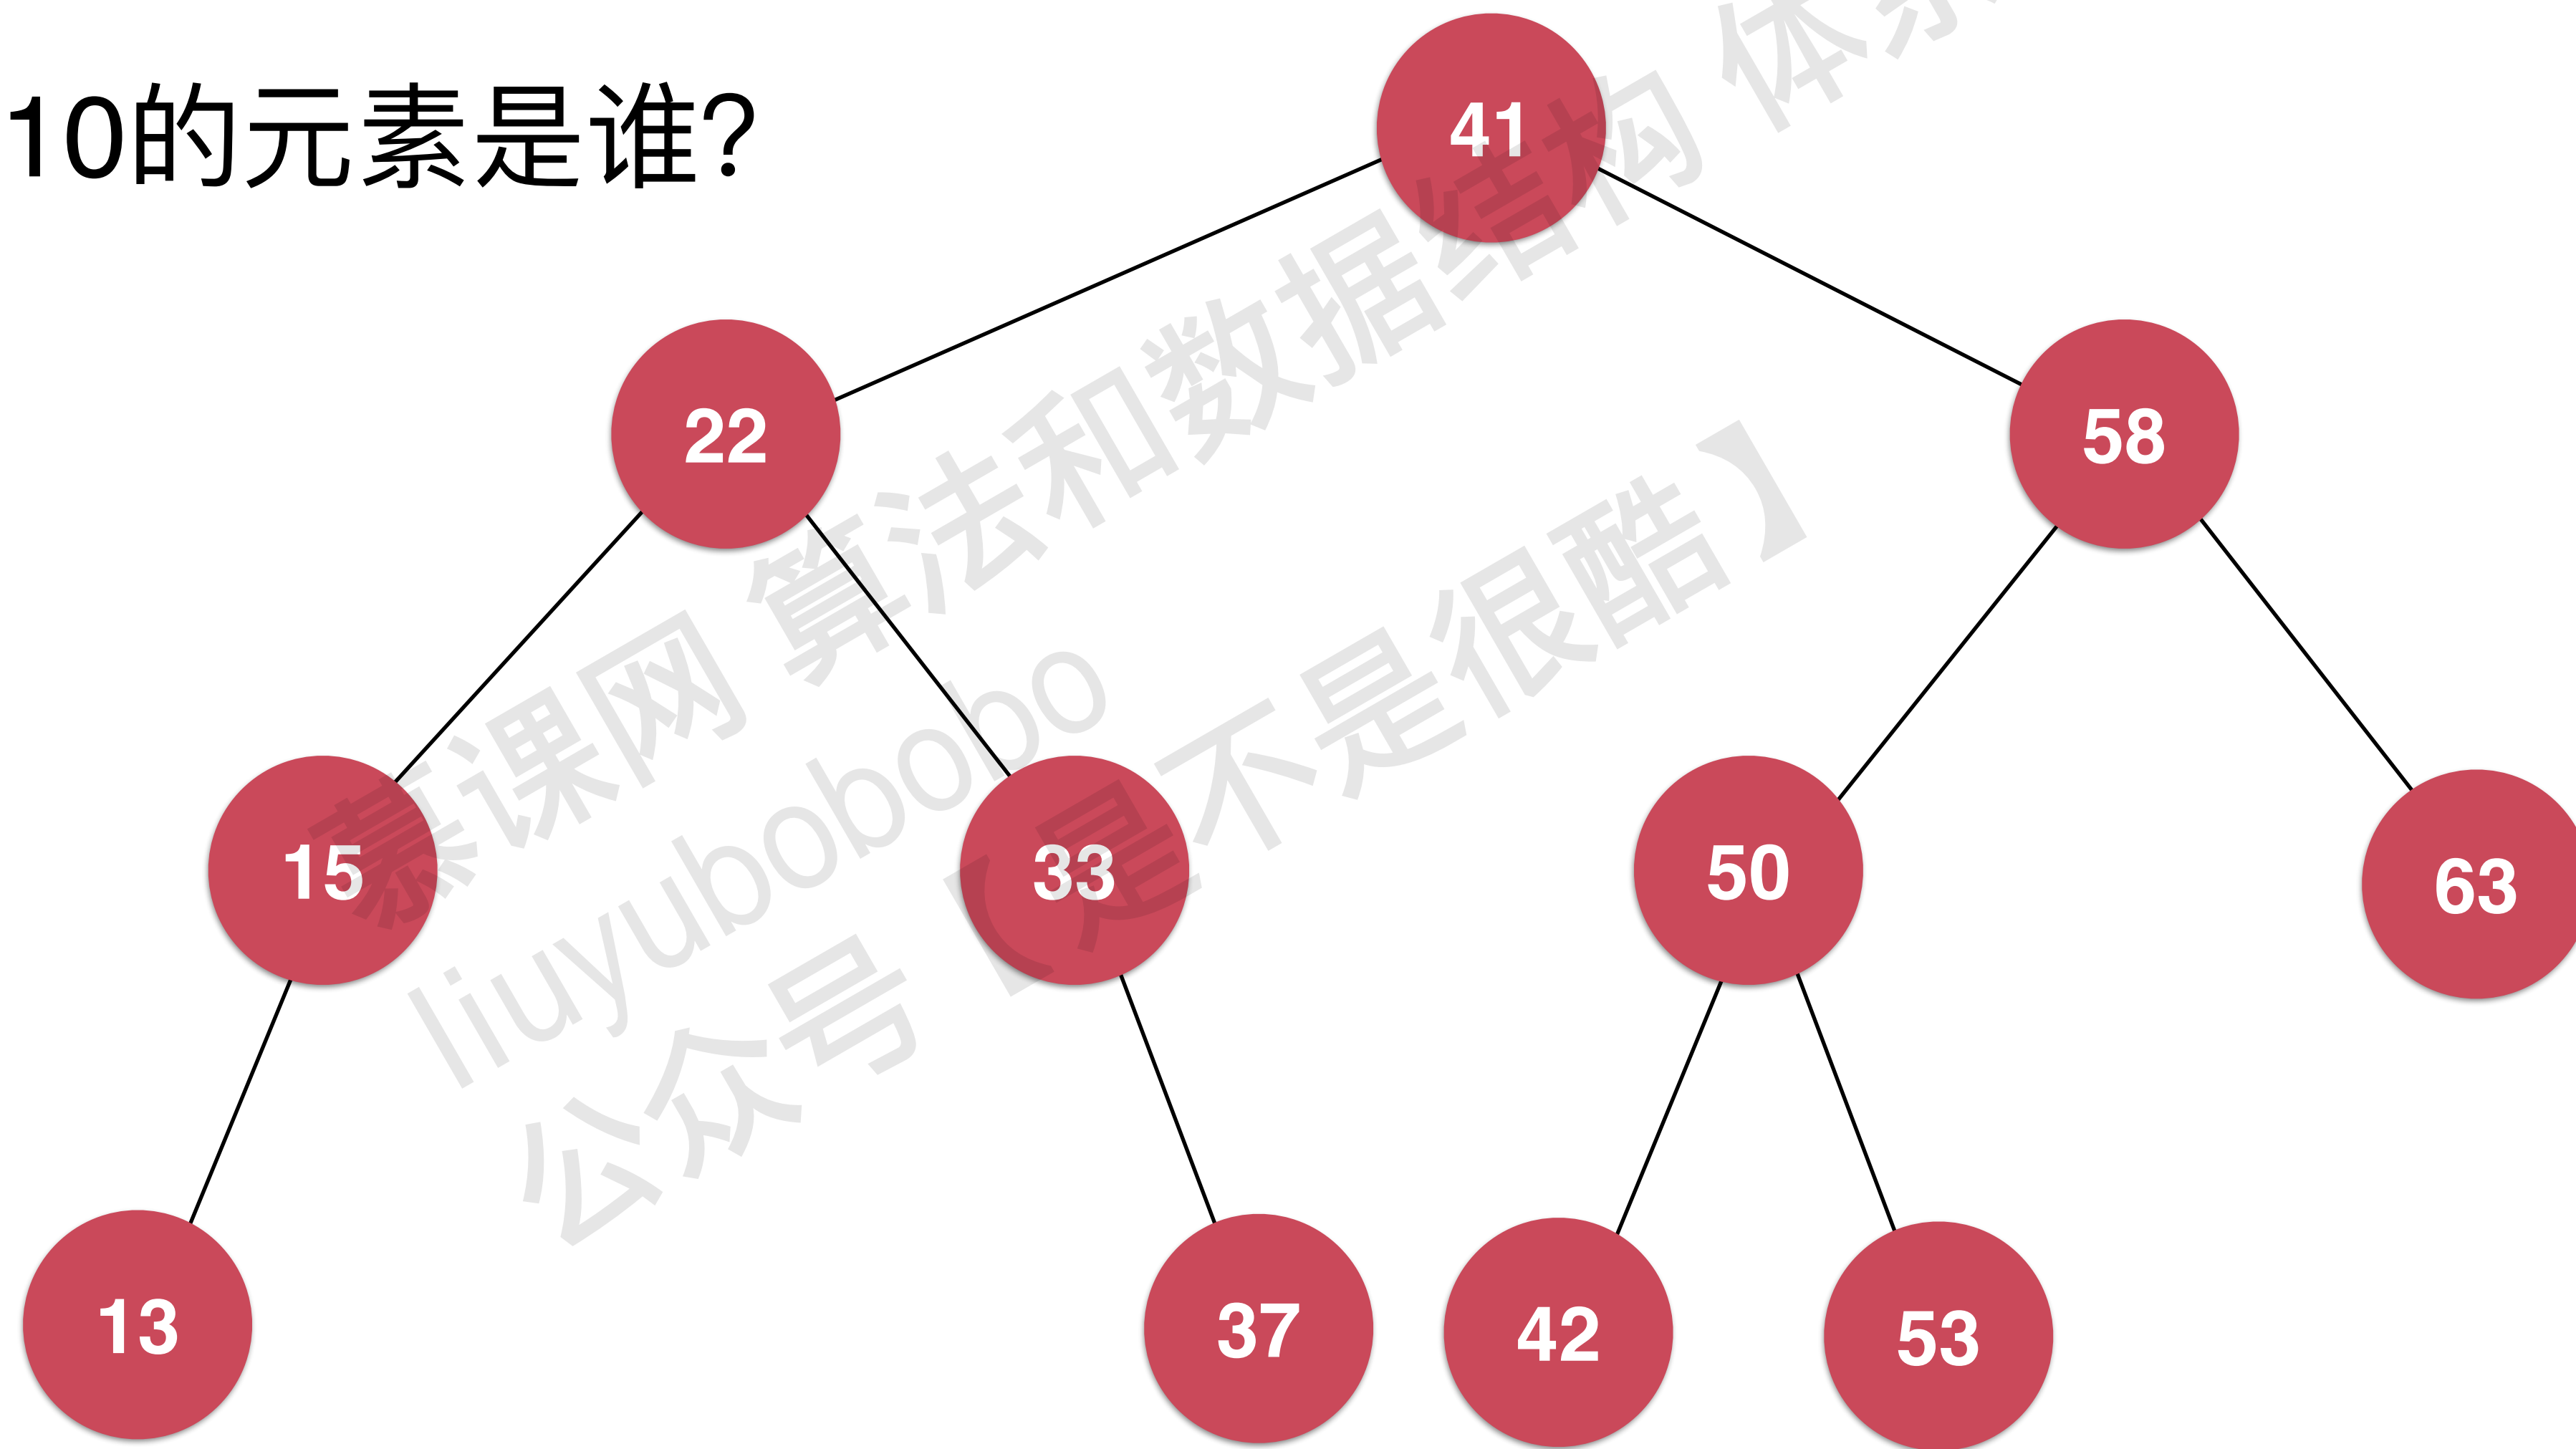 10的元素是谁？
41
22
58
15
33
50
63
13
37
42
53
慕课网 算法和数据结构 体系
liuyubobobo
公众号【 是不是很酷 】